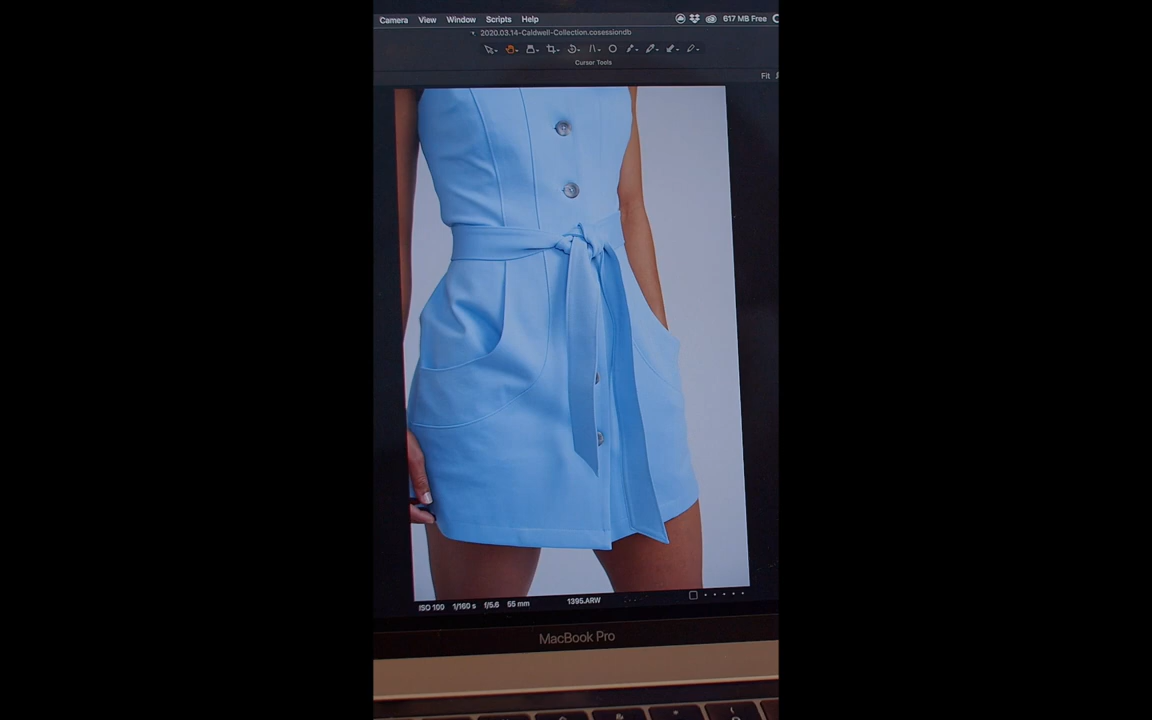 Camera View Window Scripts Help 617 MB Free
2020.03.14-Caldwell-Collection.cosessiondb
Cursor Tools
Fit
ISO 100 1/160 s f/5.6 55 mm 1395.ARW
MacBook Pro